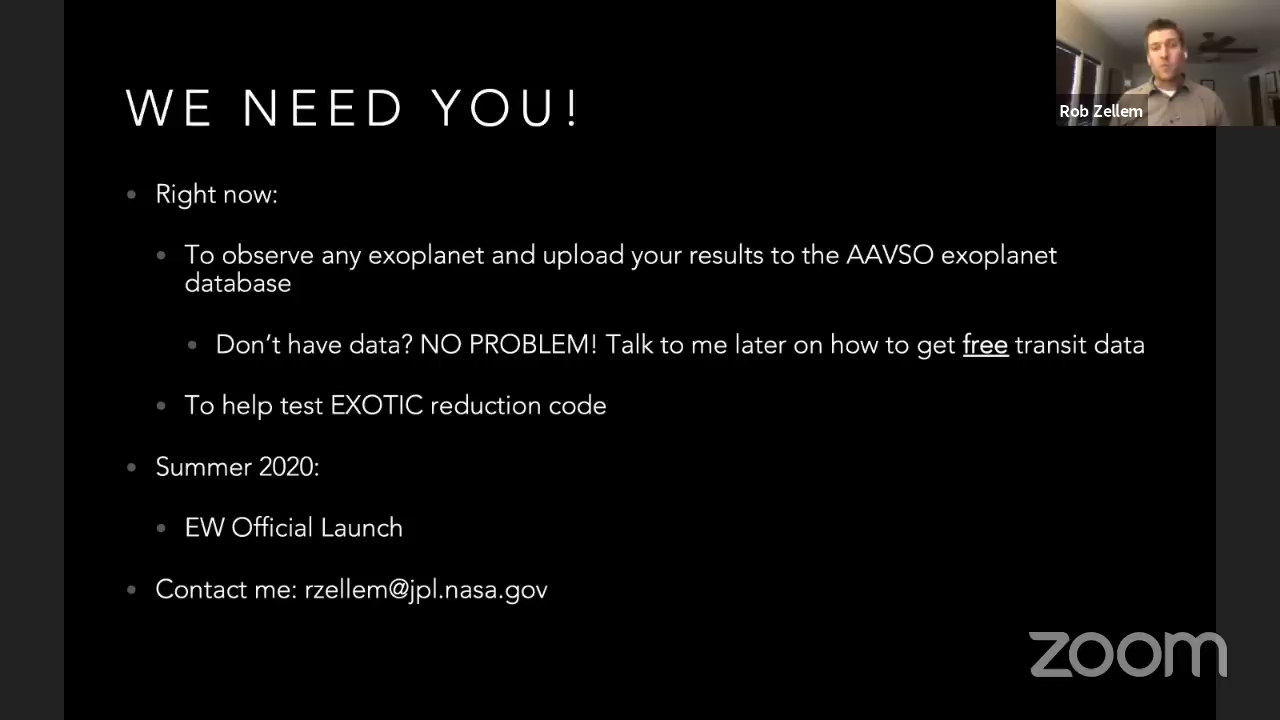 WE NEED YOU!
Rob Zellem
Right now:
To observe any exoplanet and upload your results to the AAVSO exoplanet
database
Don’t have data? NO PROBLEM! Talk to me later on how to get free transit data
To help test EXOTIC reduction code
Summer 2020:
EW Official Launch
Contact me: rzellem@jpl.nasa.gov
zoom